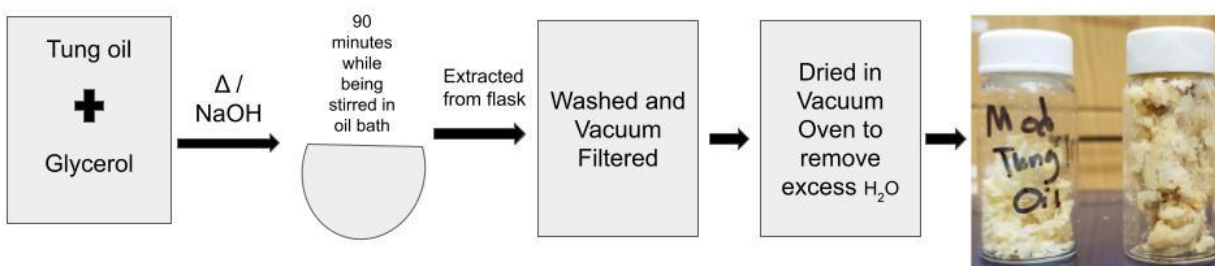 Tung oil
Glycerol
Δ /
NaOH
90
minutes
while
being
stirred in
oil bath
Extracted
from flask
Washed and
Vacuum
Filtered
Dried in
Vacuum
Oven to
remove
excess H₂O
Mod
Tung
Oil